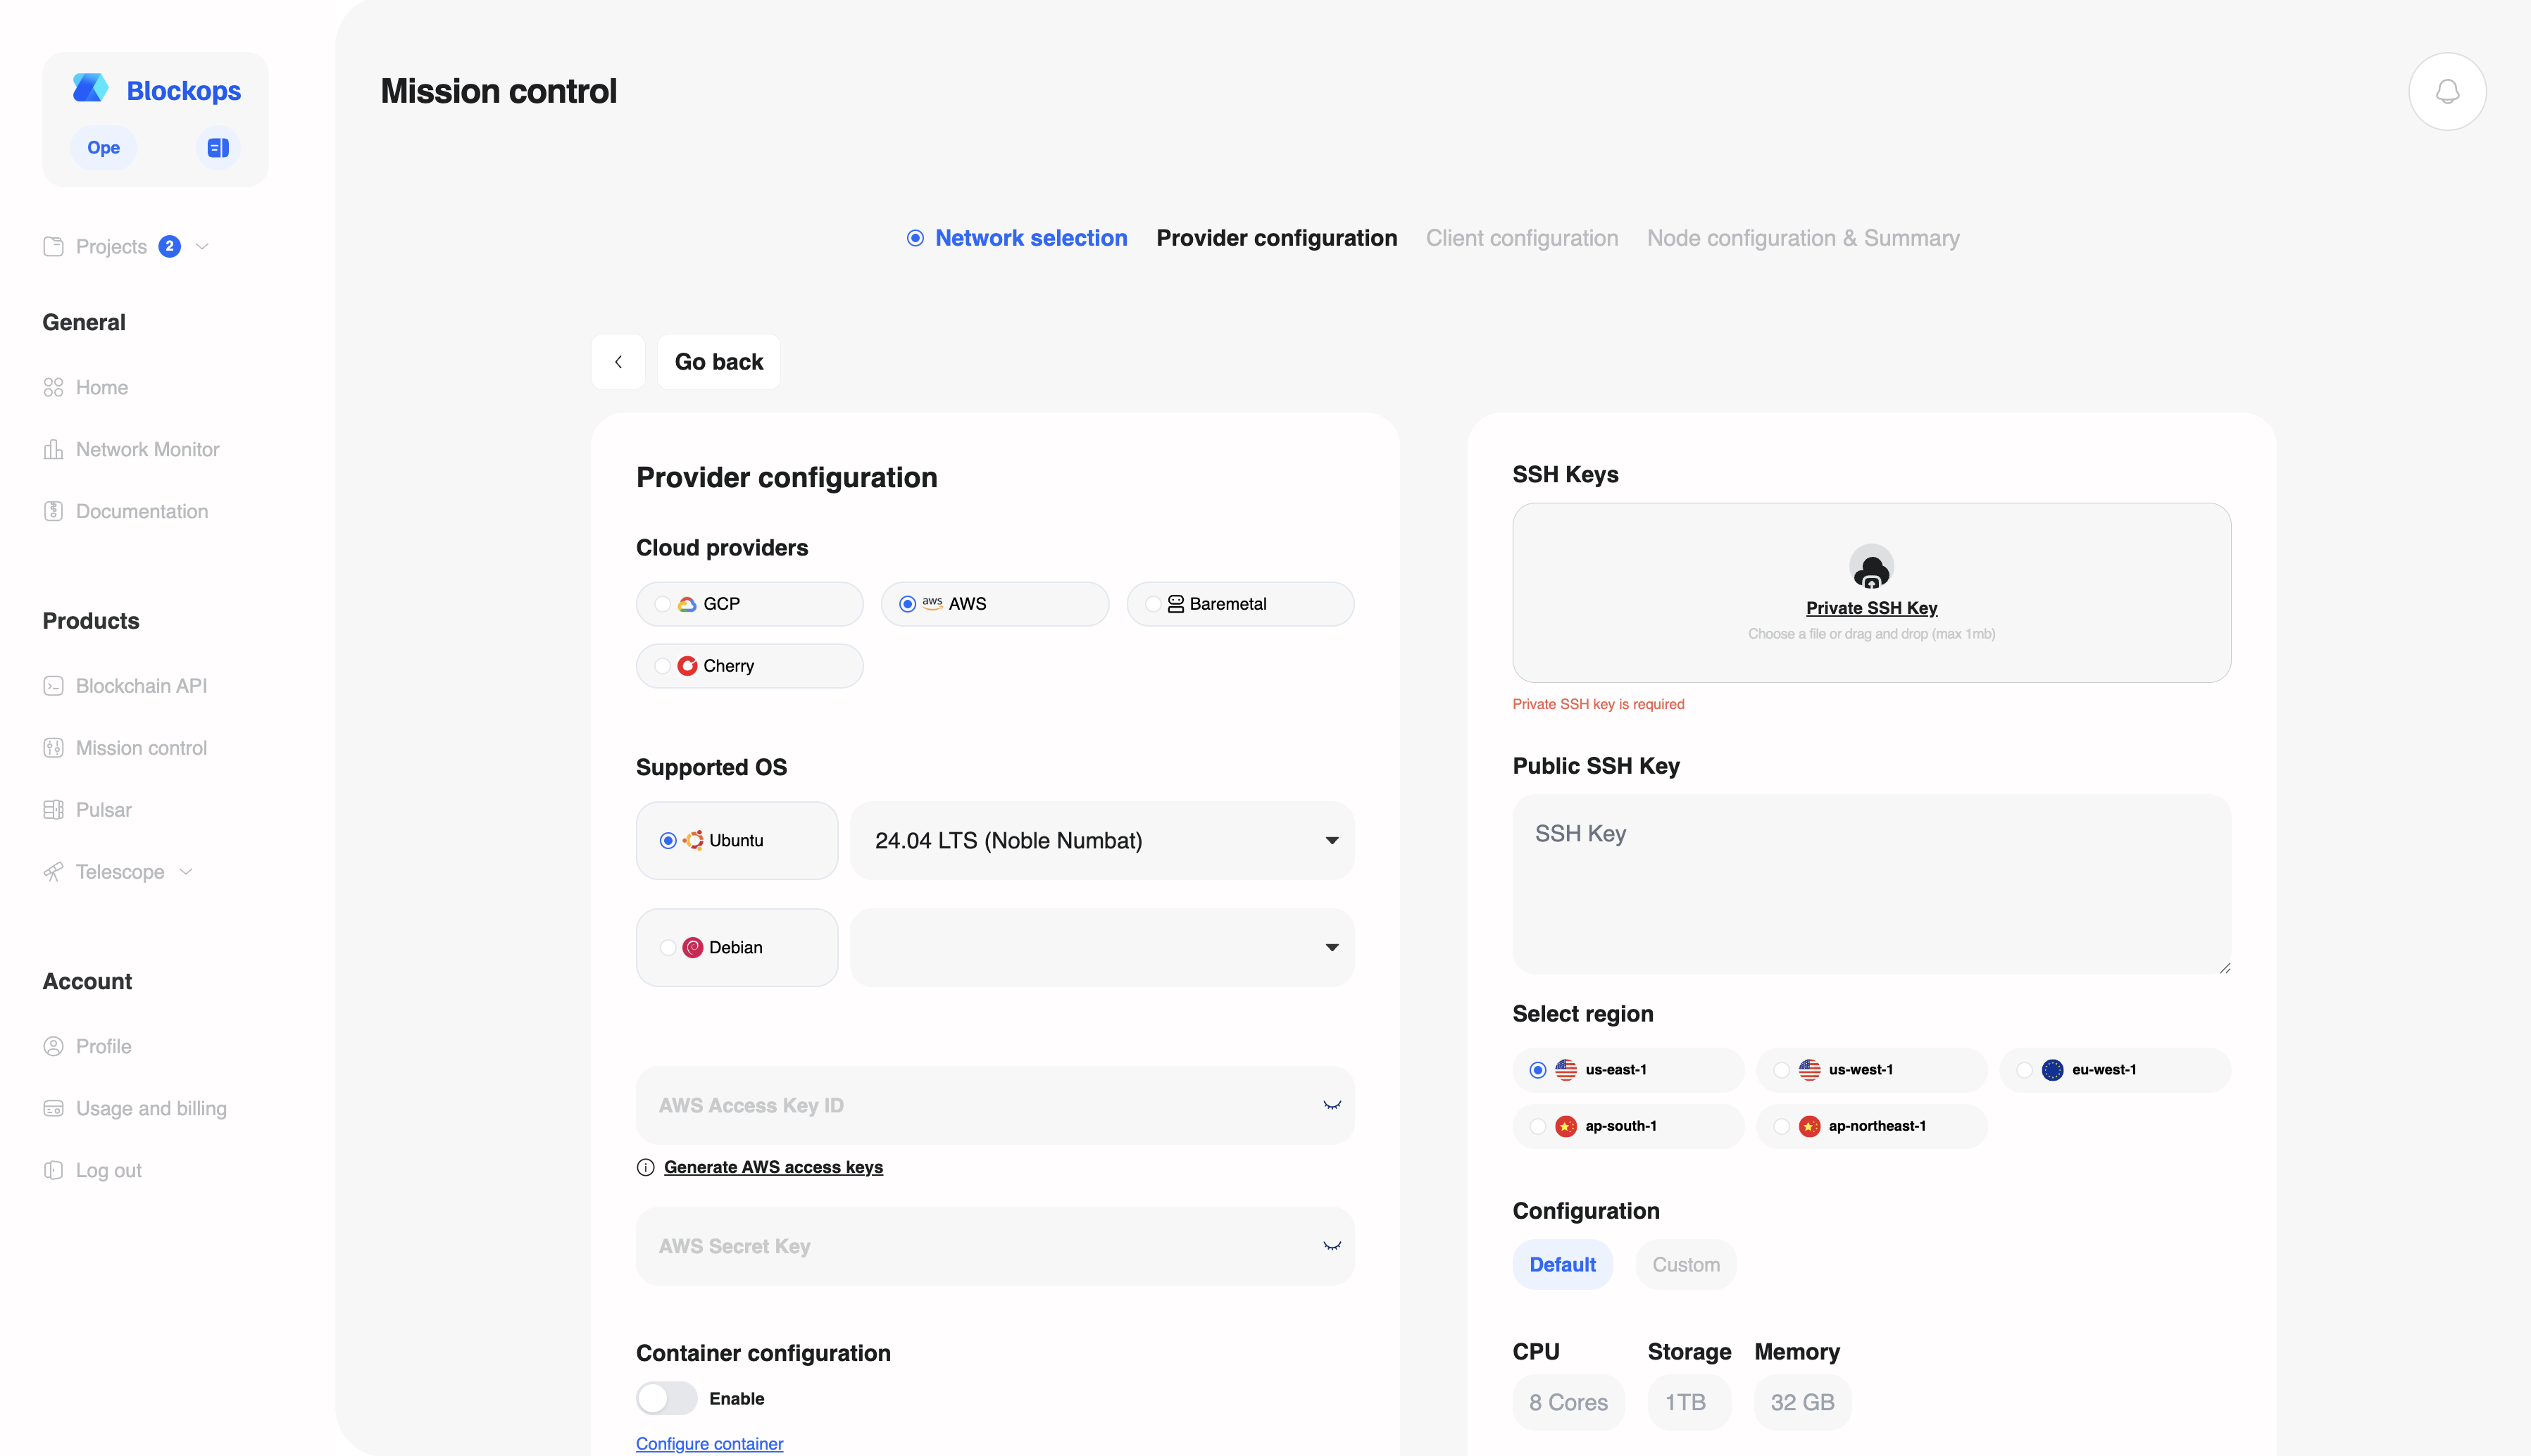 Blockops
Ope
Projects 2
General
Home
Network Monitor
Documentation
Products
Blockchain API
Mission control
Pulsar
Telescope
Account
Profile
Usage and billing
Log out
Mission control
Network selection Provider configuration Client configuration Node configuration & Summary
Go back
Provider configuration
Cloud providers
GCP aws AWS Baremetal
Cherry
Supported OS
Ubuntu 24.04 LTS (Noble Numbat)
Debian
AWS Access Key ID
Generate AWS access keys
AWS Secret Key
Container configuration
Enable
Configure container
SSH Keys
Private SSH Key
Choose a file or drag and drop (max 1mb)
Private SSH key is required
Public SSH Key
SSH Key
Select region
us-east-1 us-west-1 eu-west-1
ap-south-1 ap-northeast-1
Configuration
Default Custom
CPU Storage Memory
8 Cores 1TB 32 GB